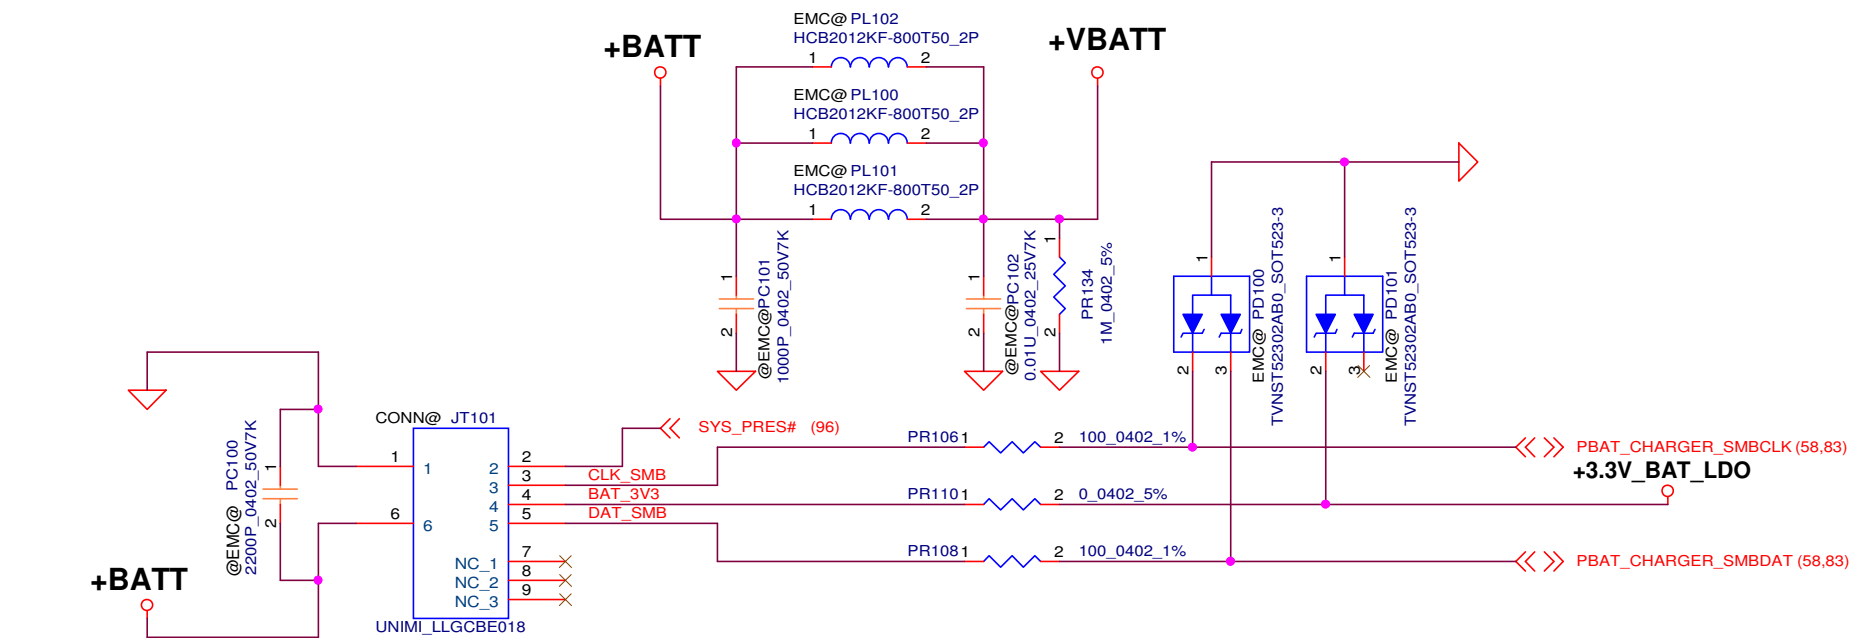 EMC@ PL102
HCB2012KF-800T50_2P
+BATT
+VBATT
1
2
EMC@ PL100
HCB2012KF-800T50_2P
1
2
EMC@ PL101
HCB2012KF-800T50_2P
1
2
1
2
@EMC@PC101
1000P_0402_50V7K
1
2
@EMC@PC102
0.01U_0402_25V7K
1
2
PR134
1M_0402_5%
1
2
3
EMC@ PD100
TVNST52302AB0_SOT523-3
1
2
3
EMC@ PD101
TVNST52302AB0_SOT523-3
@EMC@ PC100
2200P_0402_50V7K
1
2
CONN@ JT101
1
1
6
6
2
2
3
3
4
4
5
5
NC_1
7
NC_2
8
NC_3
9
UNIMI_LLGCBE018
+BATT
SYS_PRES# (96)
CLK_SMB
BAT_3V3
DAT_SMB
PR106 1
2 100_0402_1%
PBAT_CHARGER_SMBCLK (58,83)
+3.3V_BAT_LDO
PR110 1
2 0_0402_5%
PR108 1
2 100_0402_1%
PBAT_CHARGER_SMBDAT (58,83)